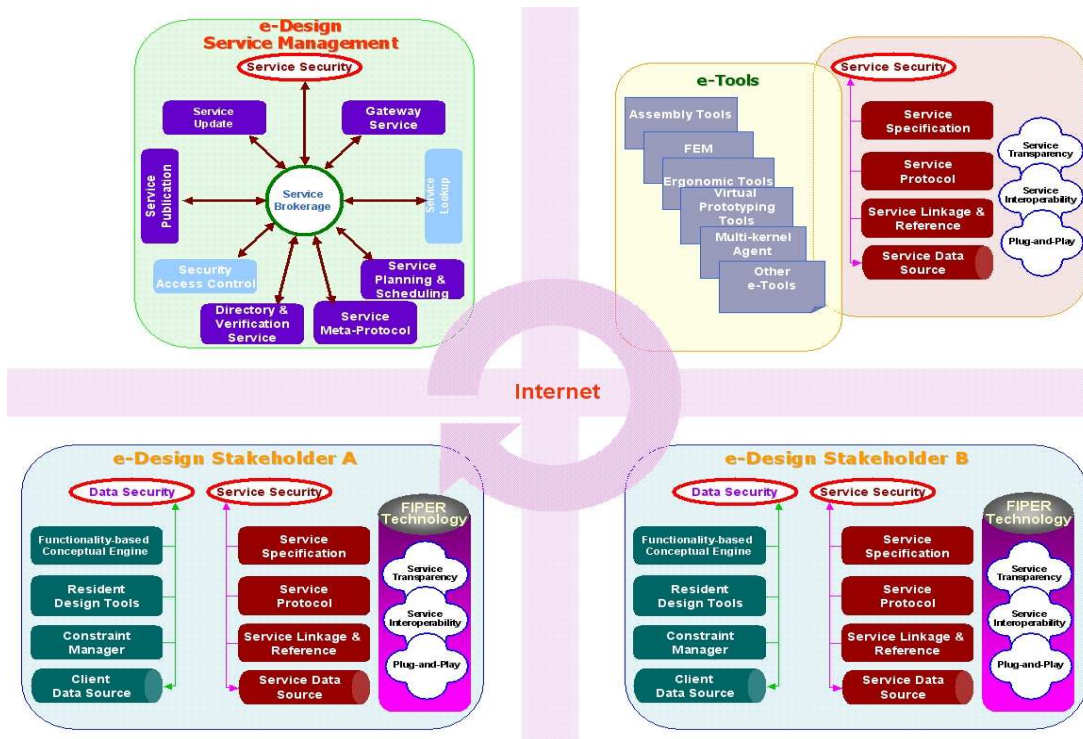 e-Design
Service Management
Service Security
Service
Update
Gateway
Service
Service
Publication
Service
Brokerage
Service
Lookup
Security
Access Control
Service
Planning &
Scheduling
Directory &
Verification
Service
Service
Meta-Protocol
e-Tools
Assembly Tools
FEM
Ergonomic Tools
Virtual
Prototyping
Tools
Multi-kernel
Agent
Other
e-Tools
Service Security
Service
Specification
Service
Protocol
Service Linkage &
Reference
Service Data
Source
Service
Transparency
Service
Interoperability
Plug-and-Play
Internet
e-Design Stakeholder A
Data Security
Service Security
Functionality-based
Conceptual Engine
Resident
Design Tools
Constraint
Manager
Client
Data Source
Service
Specification
Service
Protocol
Service Linkage &
Reference
Service Data
Source
FIPER
Technology
Service
Transparency
Service
Interoperability
Plug-and-Play
e-Design Stakeholder B
Data Security
Service Security
Functionality-based
Conceptual Engine
Resident
Design Tools
Constraint
Manager
Client
Data Source
Service
Specification
Service
Protocol
Service Linkage &
Reference
Service Data
Source
FIPER
Technology
Service
Transparency
Service
Interoperability
Plug-and-Play